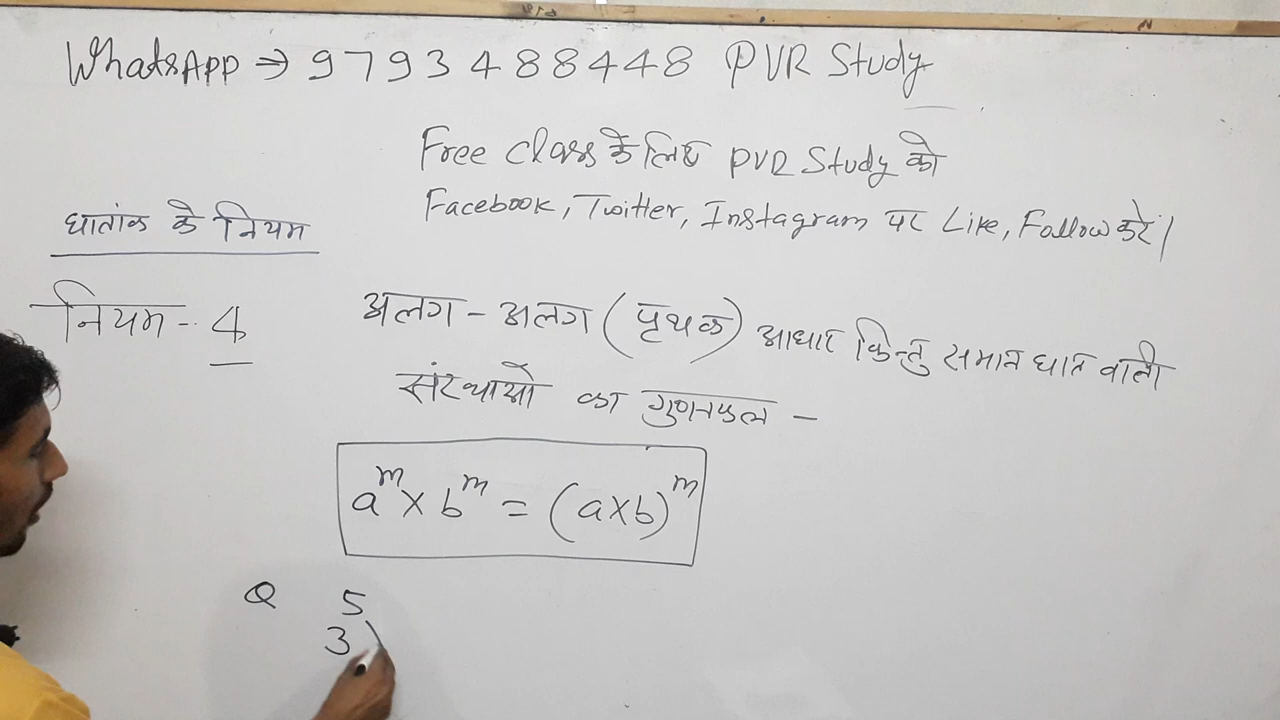 WhatsApp ⇒ 9793488448 PVR Study
Free Class के लिए PVR Study को
Facebook, Twitter, Instagram पर Like, Follow करें।
घातांक के नियम
नियम - 4
अलग - अलग (पृथक) आधार किन्तु समान घात वाली
संख्याओं का गुणनफल -
a^m × b^m = (a×b)^m
Q 5
3